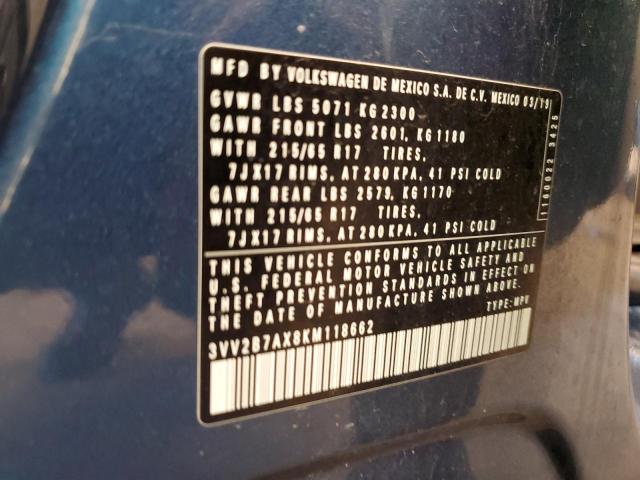 MFD BY VOLKSWAGEN DE MEXICO S.A. DE C.V. MEXICO 03/19
GVWR LBS 5071 KG 2300
GAWR FRONT LBS 2601, KG 1180
WITH 215/65 R17 TIRES,
7JX17 RIMS, AT 280 KPA, 41 PSI COLD
GAWR REAR LBS 2579, KG 1170
WITH 215/65 R17 TIRES,
7JX17 RIMS, AT 280 KPA, 41 PSI COLD
THIS VEHICLE CONFORMS TO ALL APPLICABLE
U.S. FEDERAL MOTOR VEHICLE SAFETY AND
THEFT PREVENTION STANDARDS IN EFFECT ON
THE DATE OF MANUFACTURE SHOWN ABOVE.
TYPE: MPV
3VV2B7AX8KM118662
1160022 3425